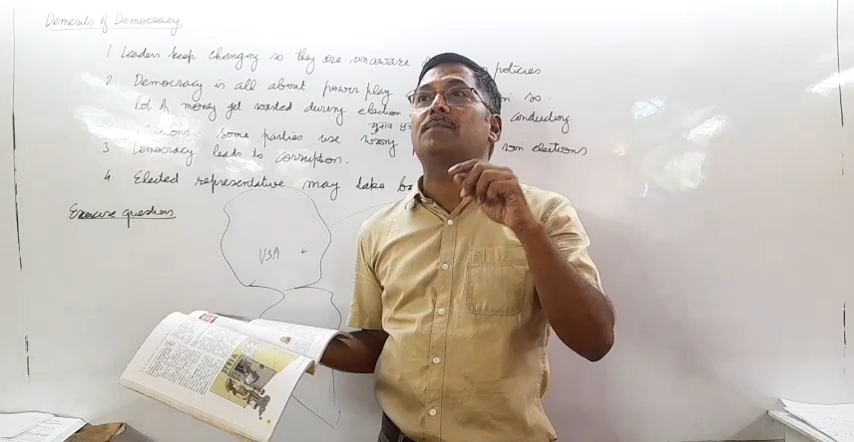 Demerits of Democracy
1 Leaders keep changing so they are unaware policies
2. Democracy is all about power play so.
Lot of money get wasted during election conducting
elections. Some parties use wrong elections
3 Democracy leads to corruption.
4. Elected representative may take
Exercise questions
USA